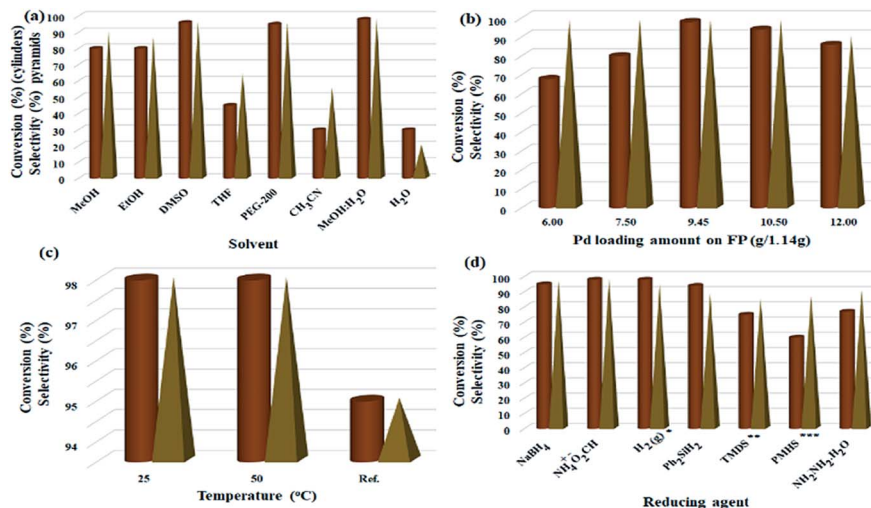 (a)
Conversion (%) (cylinders)
Selectivity (%) pyramids
100
90
80
70
60
50
40
30
20
10
0
MeOH
EtOH
DMSO
THF
PEG-200
CH₃CN
MeOH:H₂O
H₂O
Solvent
(b)
Conversion (%)
Selectivity (%)
100
90
80
70
60
50
40
30
20
10
0
6.00
7.50
9.45
10.50
12.00
Pd loading amount on FP (g/1.14g)
(c)
Conversion (%)
Selectivity (%)
98
97
96
95
94
25
50
Ref.
Temperature (°C)
(d)
Conversion (%)
Selectivity (%)
100
90
80
70
60
50
40
30
20
10
0
NaBH₄
+ -
NH₄O₂CH
H₂(g) *
Ph₂SiH₂
TMDS **
PMHS ***
NH₂NH₂.H₂O
Reducing agent